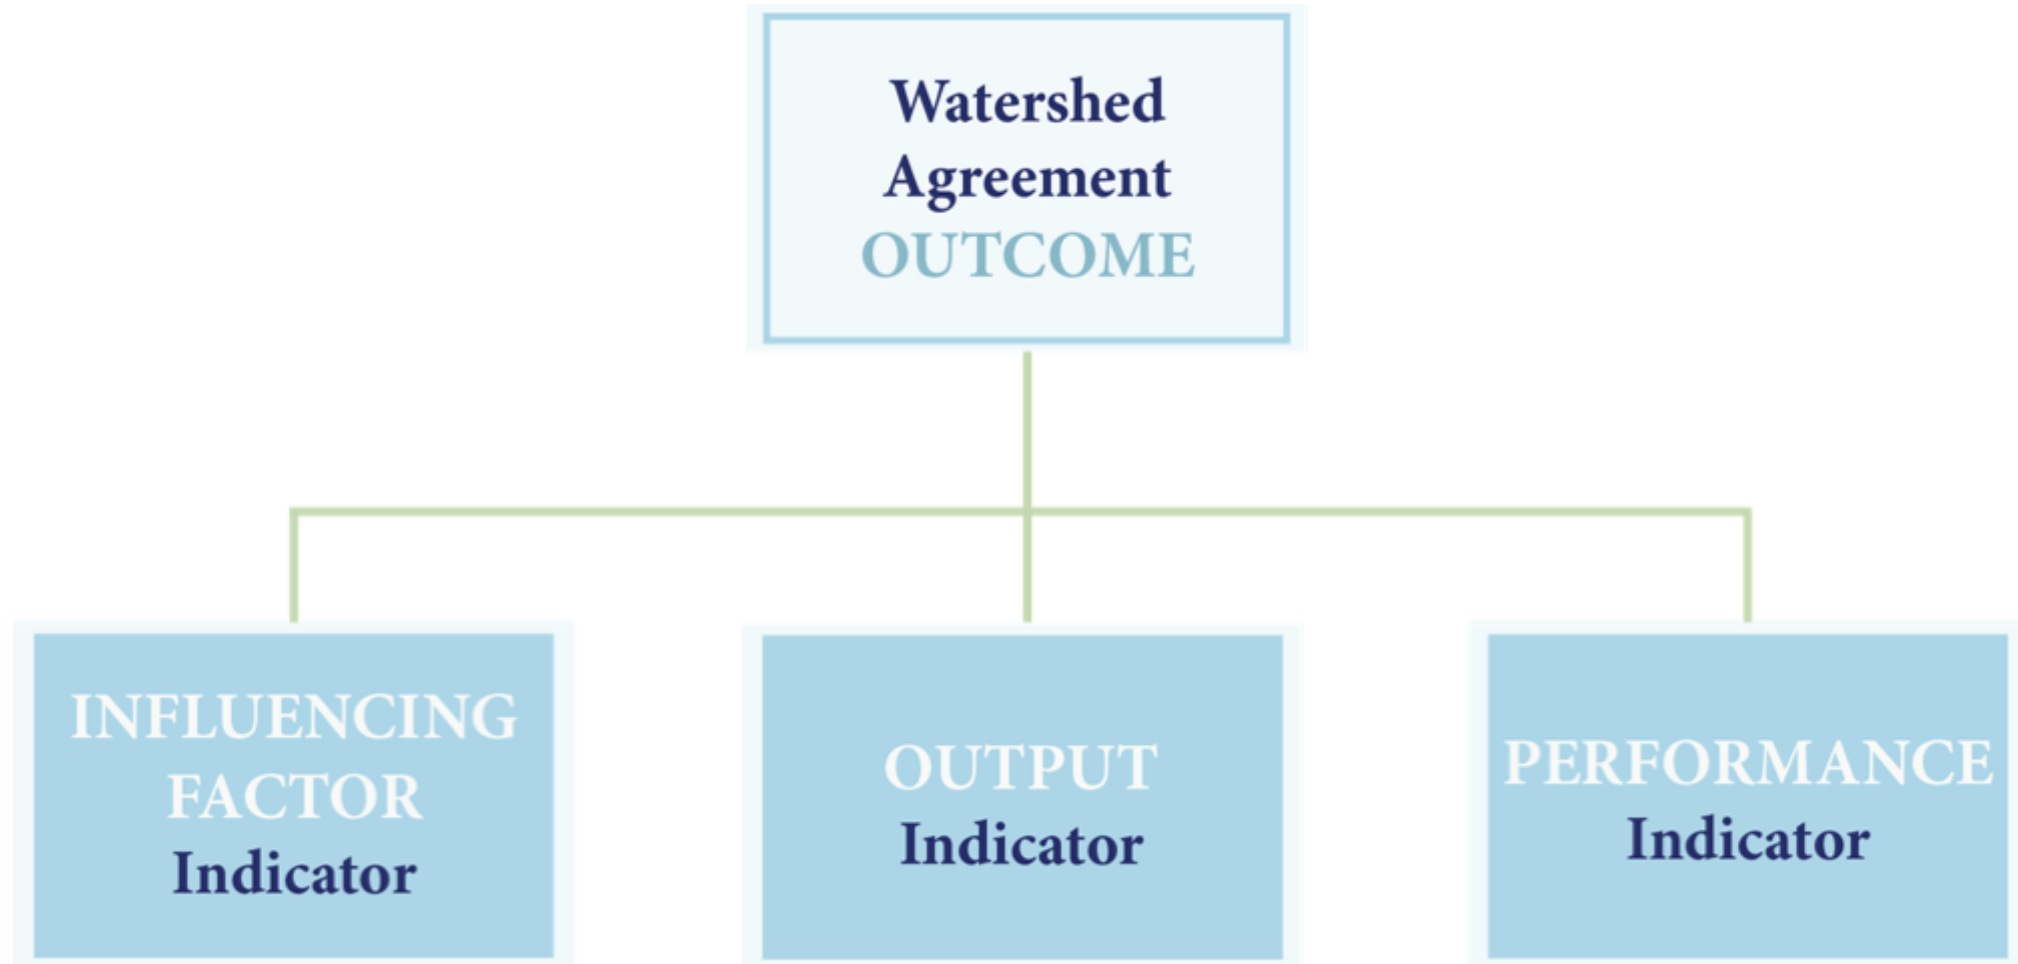 Watershed
Agreement
OUTCOME
INFLUENCING
FACTOR
Indicator
OUTPUT
Indicator
PERFORMANCE
Indicator